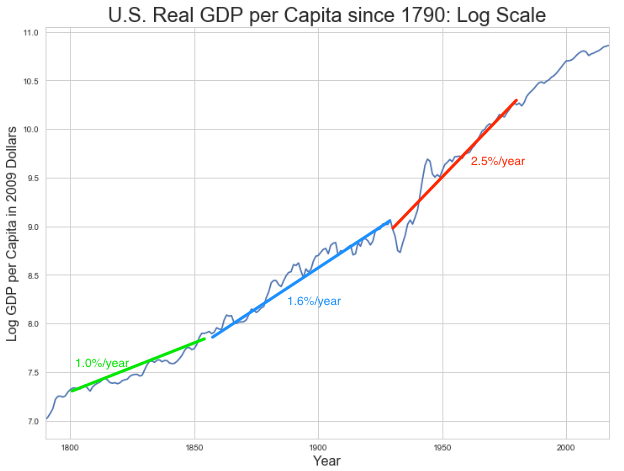 U.S. Real GDP per Capita since 1790: Log Scale
11.0
10.5
10.0
9.5
9.0
8.5
8.0
7.5
7.0
Log GDP per Capita in 2009 Dollars
2.5%/year
1.6%/year
1.0%/year
1800
1850
1900
1950
2000
Year